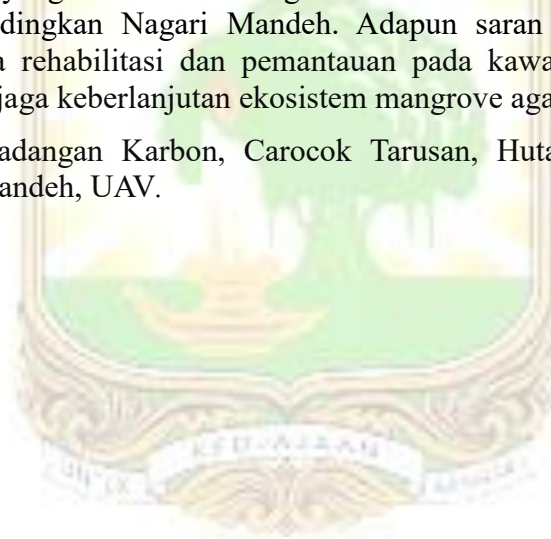 dingkan Nagari Mandeh. Adapun saran
rehabilitasi dan pemantauan pada kawa
jaga keberlanjutan ekosistem mangrove aga
adangan Karbon, Carocok Tarusan, Huta
andeh, UAV.
KEDJAJAAN